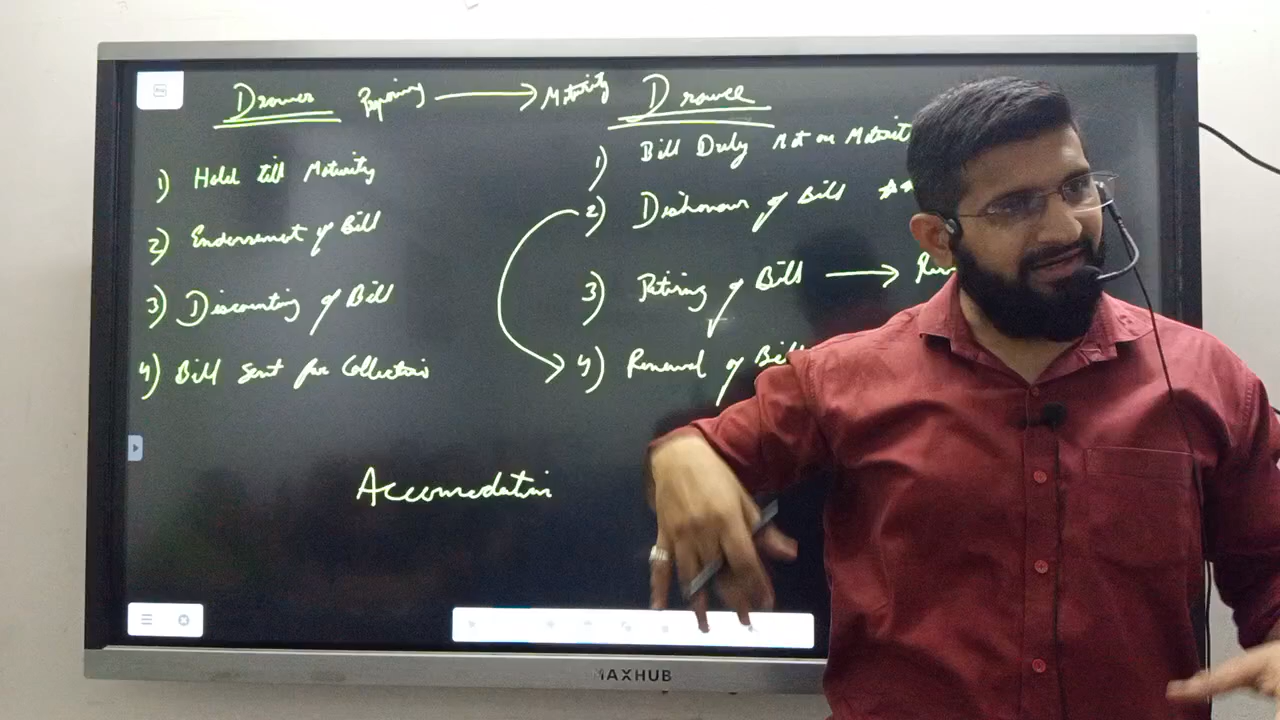 Drawer Beginning → Maturity Drawee
1) Hold till Maturity
2) Endorsement of Bill
3) Discounting of Bill
4) Bill Sent for Collection
1) Bill Duly Met on Maturit
2) Dishonour of Bill **
3) Retiring of Bill →
4) Renewal of Bill
Accomodation
MAXHUB